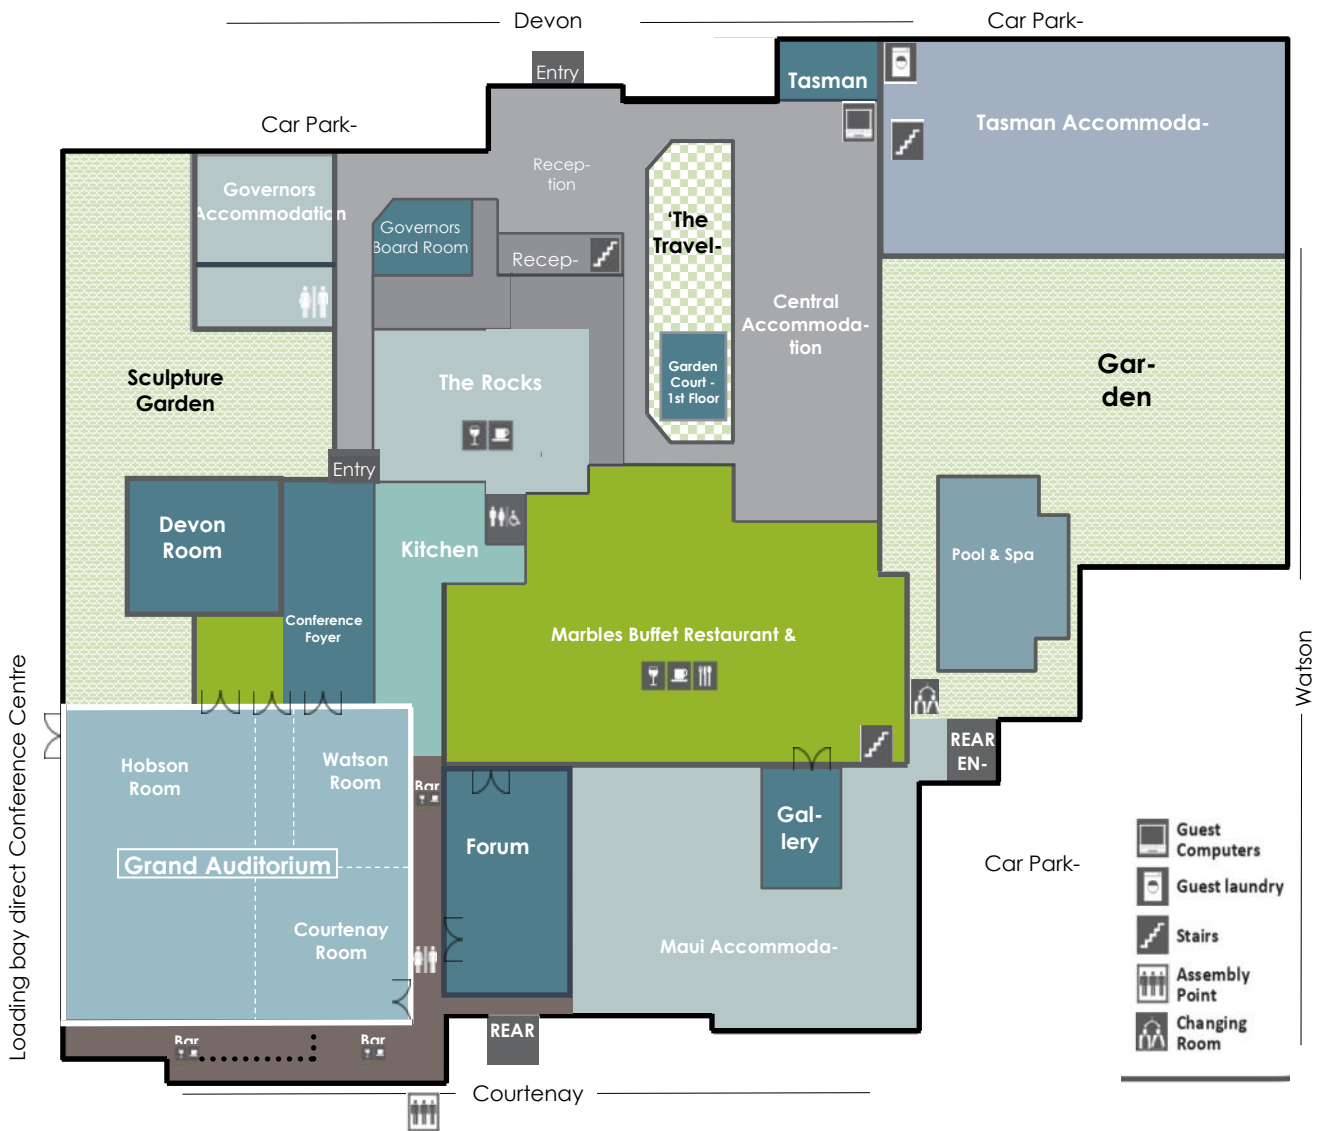 Devon
Car Park-
Entry
Tasman
Tasman Accommoda-
Car Park-
Recep-
tion
Governors
Accommodation
‘The
Travel-
Governors
Board Room
Recep-
Central
Accommoda-
tion
Garden
Court -
1st Floor
Gar-
den
Sculpture
Garden
The Rocks
Entry
Devon
Room
Kitchen
Pool & Spa
Conference
Foyer
Marbles Buffet Restaurant &
Watson
Loading bay direct Conference Centre
Hobson
Room
Watson
Room
REAR
EN-
Bar
Gal-
lery
Forum
Grand Auditorium
Car Park-
Guest
Computers
Guest laundry
Stairs
Assembly
Point
Changing
Room
Courtenay
Room
Maui Accommoda-
REAR
Bar
Bar
Courtenay